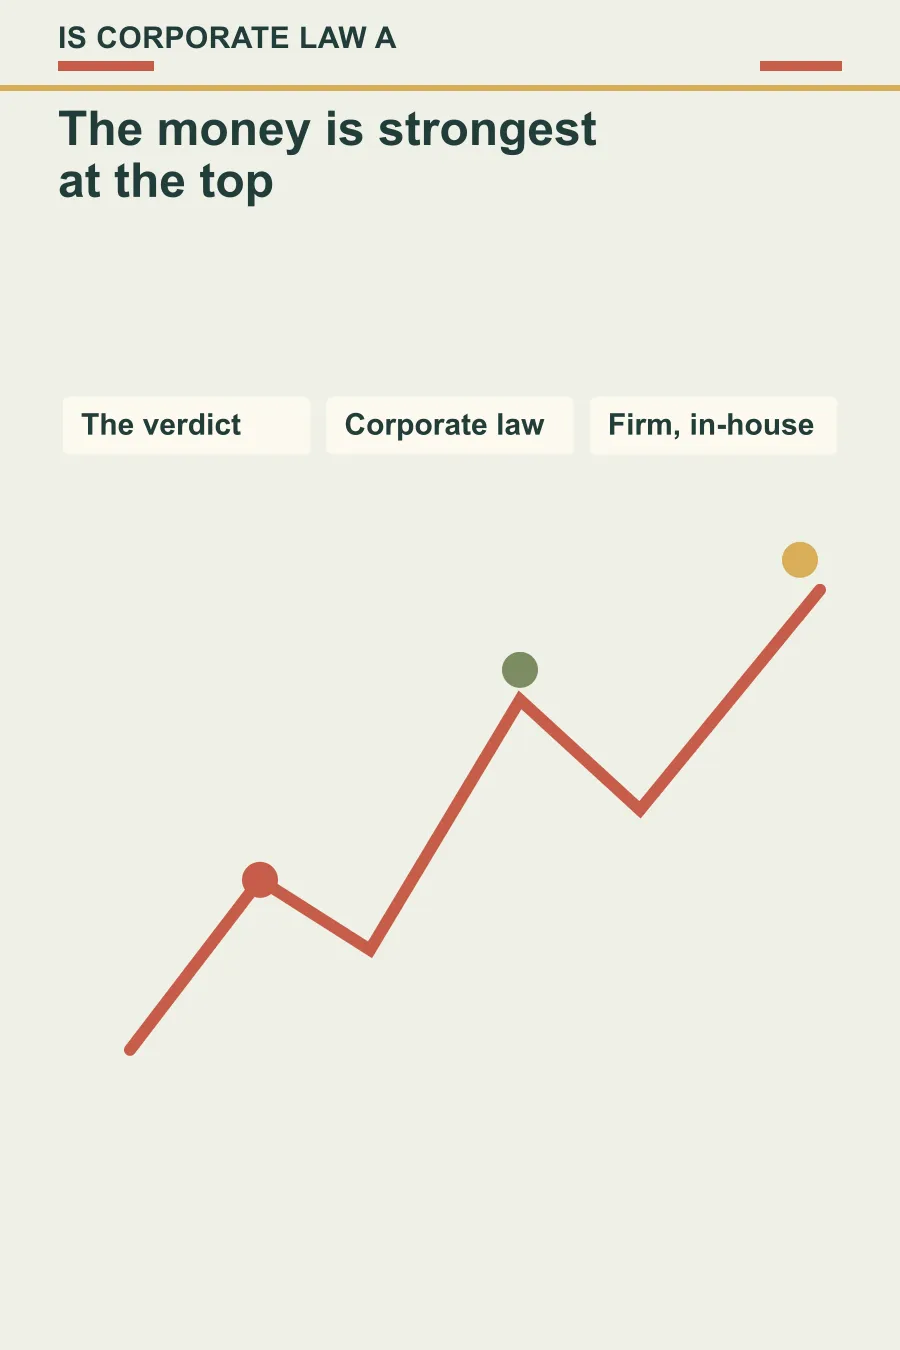 IS CORPORATE LAW A
The money is strongest
at the top
The verdict
Corporate law
Firm, in-house